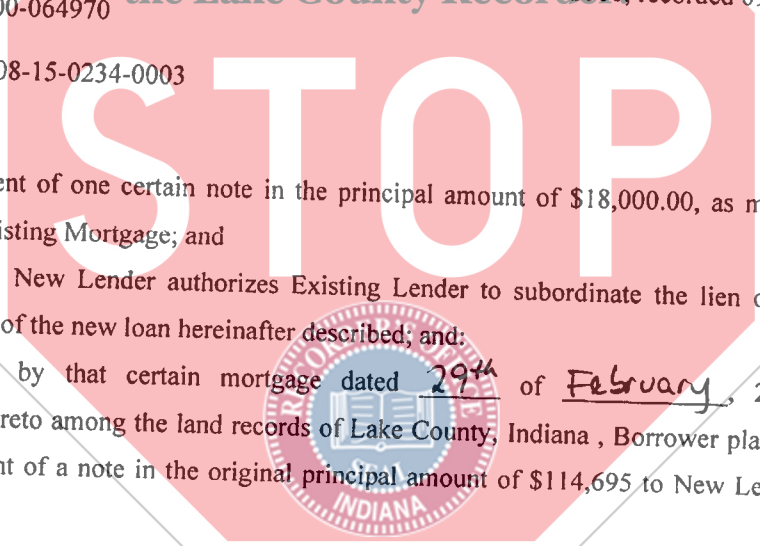 the Lake County Recorder
00-064970
08-15-0234-0003
STOP
ent of one certain note in the principal amount of $18,000.00, as
isting Mortgage; and
New Lender authorizes Existing Lender to subordinate the lien
of the new loan hereinafter described; and:
by that certain mortgage dated 29th of February, 2
reto among the land records of Lake County, Indiana , Borrower pla
nt of a note in the original principal amount of $114,695 to New Le
SEAL
INDIANA